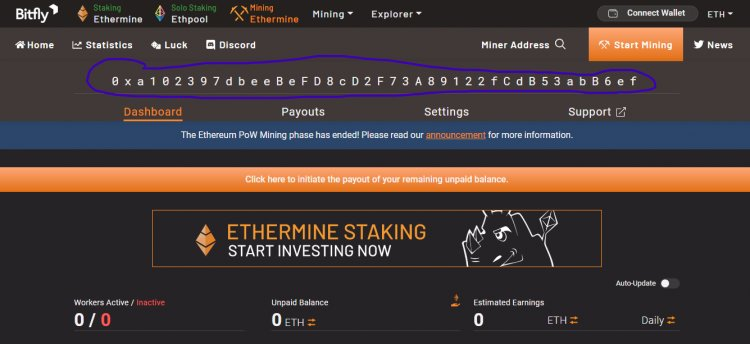 Bitfly Staking Ethermine Solo Staking Ethpool Mining Ethermine Mining Explorer Connect Wallet ETH
Home Statistics Luck Discord Miner Address Start Mining News
0xa102397dbeeBeFD8cD2F73A89122fCdB53abB6ef
Dashboard Payouts Settings Support
The Ethereum PoW Mining phase has ended! Please read our announcement for more information.
Click here to initiate the payout of your remaining unpaid balance.
ETHERMINE STAKING
START INVESTING NOW
Auto-Update
Workers Active / Inactive Unpaid Balance Estimated Earnings
0 / 0 0 ETH 0 ETH Daily